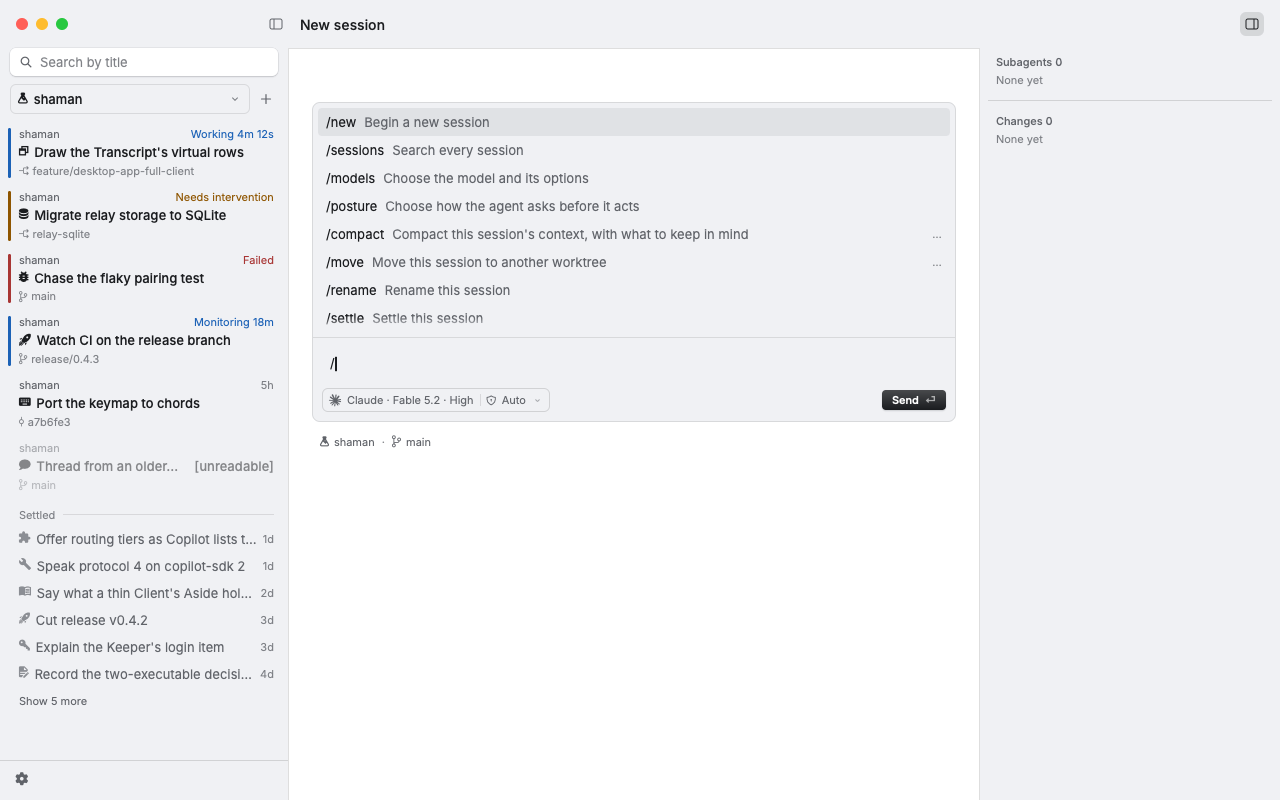 New session
Search by title
shaman
shaman Working 4m 12s
Draw the Transcript's virtual rows
feature/desktop-app-full-client
shaman Needs intervention
Migrate relay storage to SQLite
relay-sqlite
shaman Failed
Chase the flaky pairing test
main
shaman Monitoring 18m
Watch CI on the release branch
release/0.4.3
shaman 5h
Port the keymap to chords
a7b6fe3
shaman
Thread from an older... [unreadable]
main
Settled
Offer routing tiers as Copilot lists t... 1d
Speak protocol 4 on copilot-sdk 2 1d
Say what a thin Client's Aside hol... 2d
Cut release v0.4.2 3d
Explain the Keeper's login item 3d
Record the two-executable decisi... 4d
Show 5 more
/new Begin a new session
/sessions Search every session
/models Choose the model and its options
/posture Choose how the agent asks before it acts
/compact Compact this session's context, with what to keep in mind ...
/move Move this session to another worktree ...
/rename Rename this session
/settle Settle this session
/
Claude · Fable 5.2 · High Auto
Send
shaman · main
Subagents 0
None yet
Changes 0
None yet